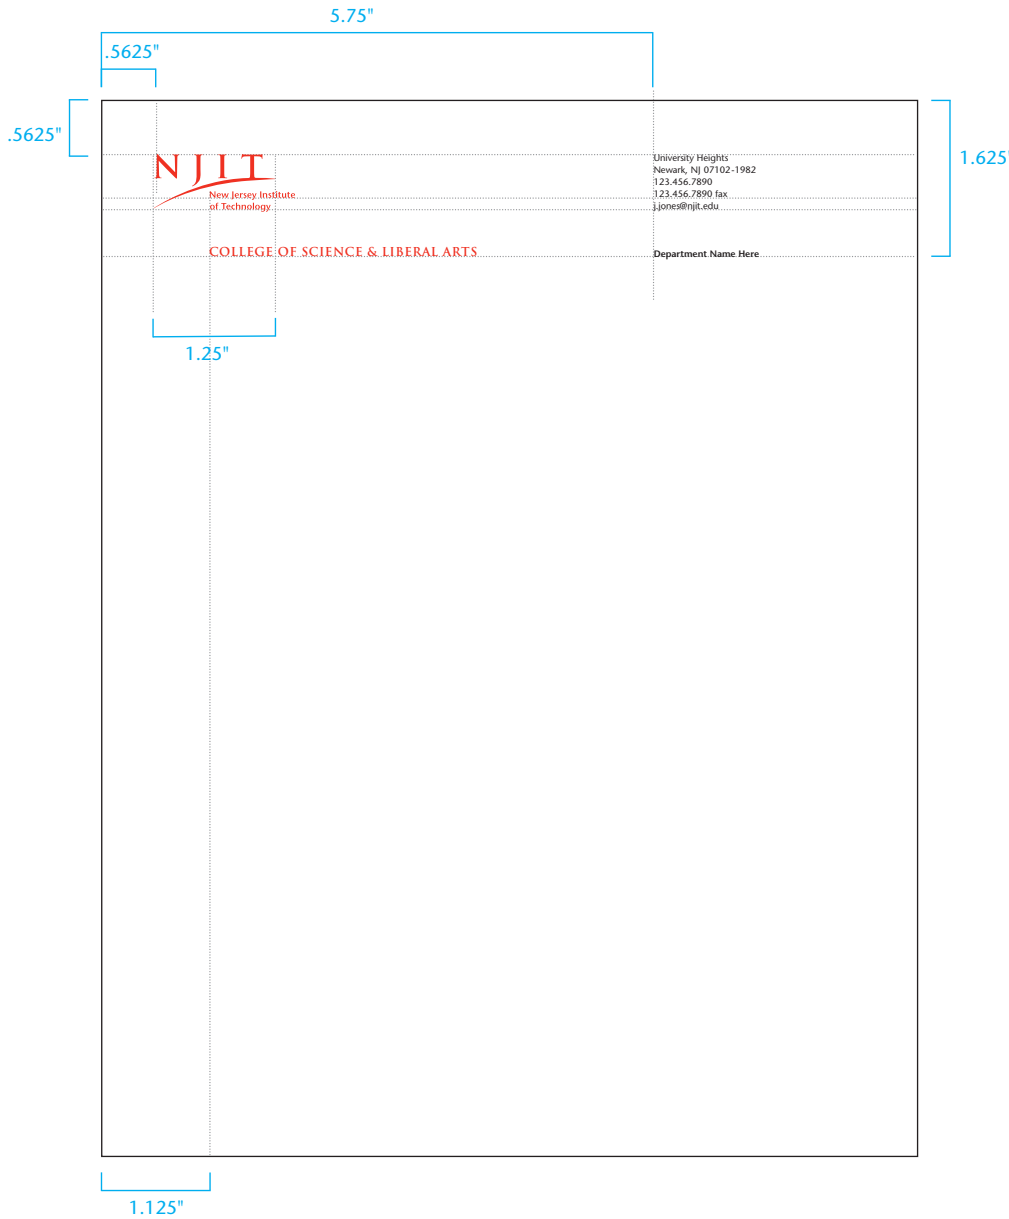 5.75"
.5625"
.5625"
1.625"
NJIT
New Jersey Institute
of Technology
University Heights
Newark, NJ 07102-1982
123.456.7890
123.456.7890 fax
j.jones@njit.edu
COLLEGE OF SCIENCE & LIBERAL ARTS
Department Name Here
1.25"
1.125"